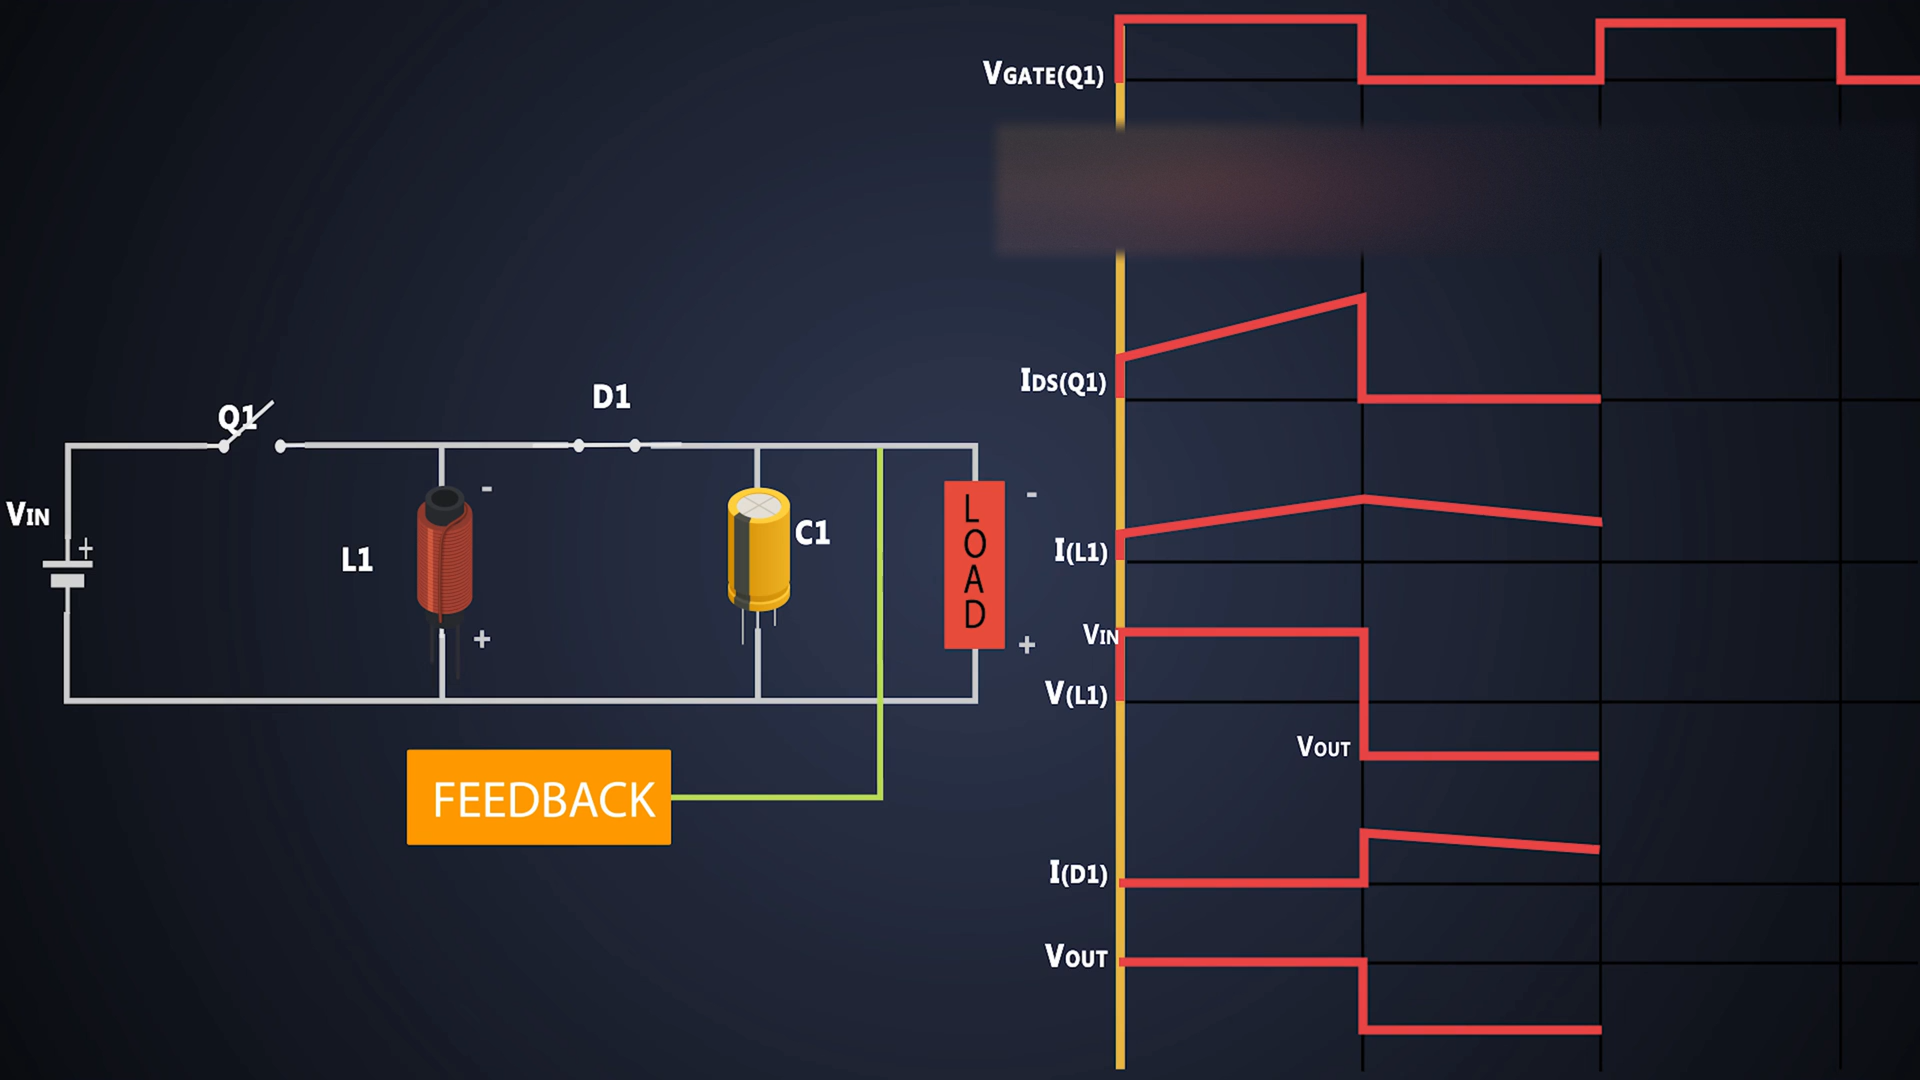 VGATE(Q1)
IDS(Q1)
Q1
D1
VIN
+
-
L1
C1
+
L
O
A
D
-
+
I(L1)
VIN
V(L1)
VOUT
FEEDBACK
I(D1)
VOUT